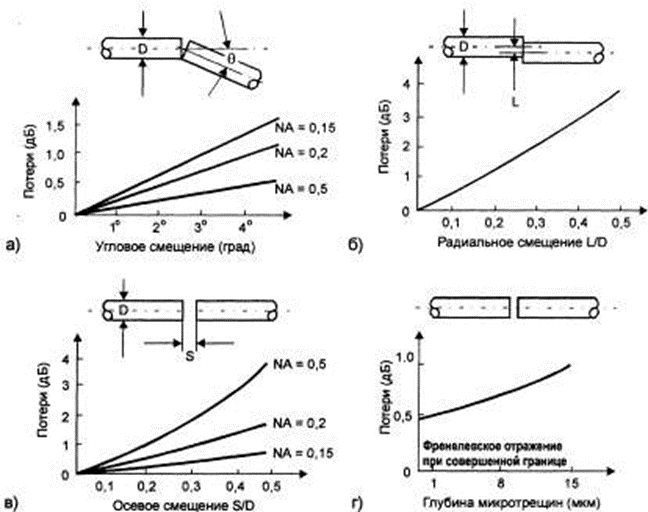 D
θ
Потери (дБ)
1,5
1,0
0,5
0
NA = 0,15
NA = 0,2
NA = 0,5
1° 2° 3° 4°
а)
Угловое смещение (град)
D
L
Потери (дБ)
4
3
2
1
0
0,1 0,2 0,3 0,4 0,5
б)
Радиальное смещение L/D
D
S
Потери (дБ)
4
3
2
1
0
NA = 0,5
NA = 0,2
NA = 0,15
0,1 0,2 0,3 0,4 0,5
в)
Осевое смещение S/D
Потери (дБ)
1.0
0,5
0
Френелевское отражение
при совершенной границе
1 8 15
г)
Глубина микротрещин (мкм)